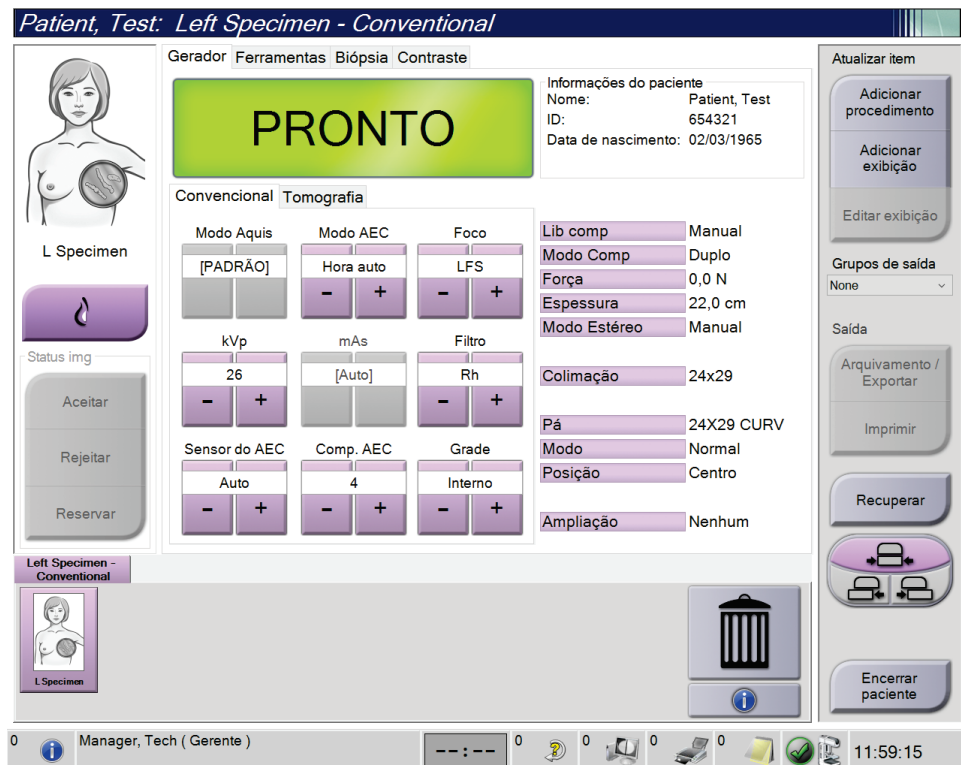 Patient, Test: Left Specimen - Conventional
Gerador Ferramentas Biópsia Contraste
PRONTO
Informações do paciente
Nome: Patient, Test
ID: 654321
Data de nascimento: 02/03/1965
L Specimen
Status img
Aceitar
Rejeitar
Reservar
Convencional Tomografia
Modo Aquis Modo AEC Foco
[PADRÃO] Hora auto LFS
- + - +
kVp mAs Filtro
26 [Auto] Rh
- + - +
Sensor do AEC Comp. AEC Grade
Auto 4 Interno
- + - + - +
Lib comp Manual
Modo Comp Duplo
Força 0,0 N
Espessura 22,0 cm
Modo Estéreo Manual
Colimação 24x29
Pá 24X29 CURV
Modo Normal
Posição Centro
Ampliação Nenhum
Atualizar item
Adicionar
procedimento
Adicionar
exibição
Editar exibição
Grupos de saída
None
Saída
Arquivamento /
Exportar
Imprimir
Recuperar
Encerrar
paciente
Left Specimen -
Conventional
L Specimen
0 Manager, Tech ( Gerente ) --:-- 0 0 0 0 11:59:15